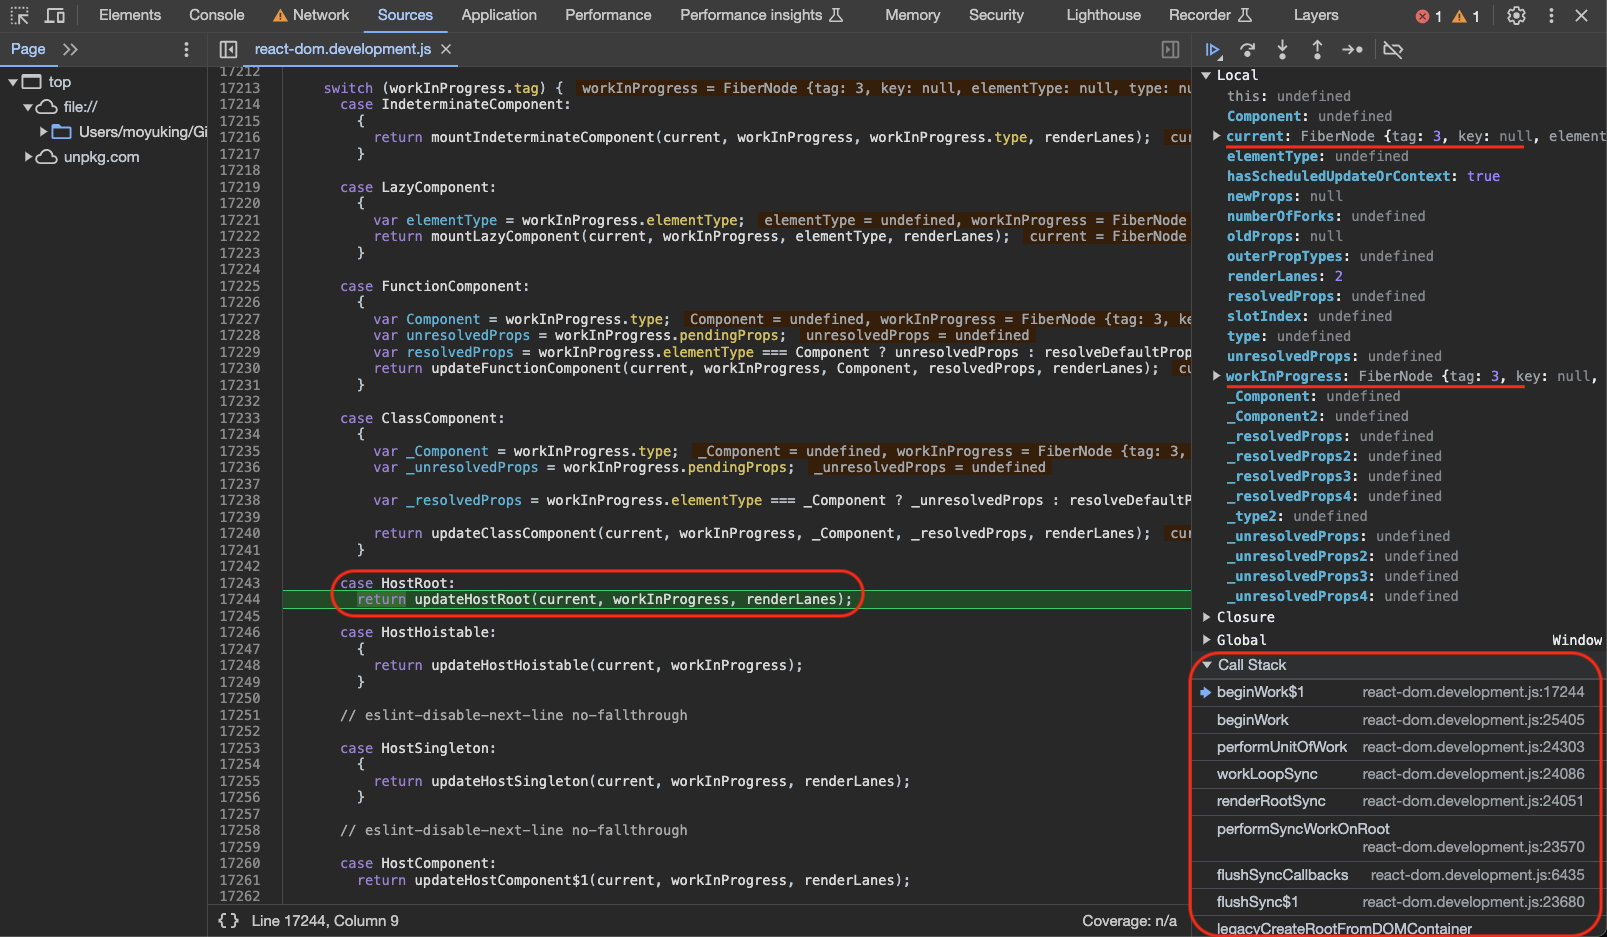 Elements Console Network Sources Application Performance Performance insights Memory Security Lighthouse Recorder Layers 1 1
Page
react-dom.development.js
top
file://
Users/moyuking/Gi
unpkg.com
17212
17213 switch (workInProgress.tag) { workInProgress = FiberNode {tag: 3, key: null, elementType: null, type: nu
17214 case IndeterminateComponent:
17215 {
17216 return mountIndeterminateComponent(current, workInProgress, workInProgress.type, renderLanes); cur
17217 }
17218
17219 case LazyComponent:
17220 {
17221 var elementType = workInProgress.elementType; elementType = undefined, workInProgress = FiberNode
17222 return mountLazyComponent(current, workInProgress, elementType, renderLanes); current = FiberNode
17223 }
17224
17225 case FunctionComponent:
17226 {
17227 var Component = workInProgress.type; Component = undefined, workInProgress = FiberNode {tag: 3, ke
17228 var unresolvedProps = workInProgress.pendingProps; unresolvedProps = undefined
17229 var resolvedProps = workInProgress.elementType === Component ? unresolvedProps : resolveDefaultProp
17230 return updateFunctionComponent(current, workInProgress, Component, resolvedProps, renderLanes); cu
17231 }
17232
17233 case ClassComponent:
17234 {
17235 var _Component = workInProgress.type; _Component = undefined, workInProgress = FiberNode {tag: 3,
17236 var _unresolvedProps = workInProgress.pendingProps; _unresolvedProps = undefined
17237
17238 var _resolvedProps = workInProgress.elementType === _Component ? _unresolvedProps : resolveDefaultP
17239
17240 return updateClassComponent(current, workInProgress, _Component, _resolvedProps, renderLanes); cur
17241 }
17242
17243 case HostRoot:
17244 return updateHostRoot(current, workInProgress, renderLanes);
17245
17246 case HostHoistable:
17247 {
17248 return updateHostHoistable(current, workInProgress);
17249 }
17250
17251 // eslint-disable-next-line no-fallthrough
17252
17253 case HostSingleton:
17254 {
17255 return updateHostSingleton(current, workInProgress, renderLanes);
17256 }
17257
17258 // eslint-disable-next-line no-fallthrough
17259
17260 case HostComponent:
17261 return updateHostComponent$1(current, workInProgress, renderLanes);
17262
{} Line 17244, Column 9 Coverage: n/a
Local
this: undefined
Component: undefined
current: FiberNode {tag: 3, key: null, element
elementType: undefined
hasScheduledUpdateOrContext: true
newProps: null
numberOfForks: undefined
oldProps: null
outerPropTypes: undefined
renderLanes: 2
resolvedProps: undefined
slotIndex: undefined
type: undefined
unresolvedProps: undefined
workInProgress: FiberNode {tag: 3, key: null,
_Component: undefined
_Component2: undefined
_resolvedProps: undefined
_resolvedProps2: undefined
_resolvedProps3: undefined
_resolvedProps4: undefined
_type2: undefined
_unresolvedProps: undefined
_unresolvedProps2: undefined
_unresolvedProps3: undefined
_unresolvedProps4: undefined
Closure
Global Window
Call Stack
beginWork$1 react-dom.development.js:17244
beginWork react-dom.development.js:25405
performUnitOfWork react-dom.development.js:24303
workLoopSync react-dom.development.js:24086
renderRootSync react-dom.development.js:24051
performSyncWorkOnRoot
react-dom.development.js:23570
flushSyncCallbacks react-dom.development.js:6435
flushSync$1 react-dom.development.js:23680
legacyCreateRootFromDOMContainer